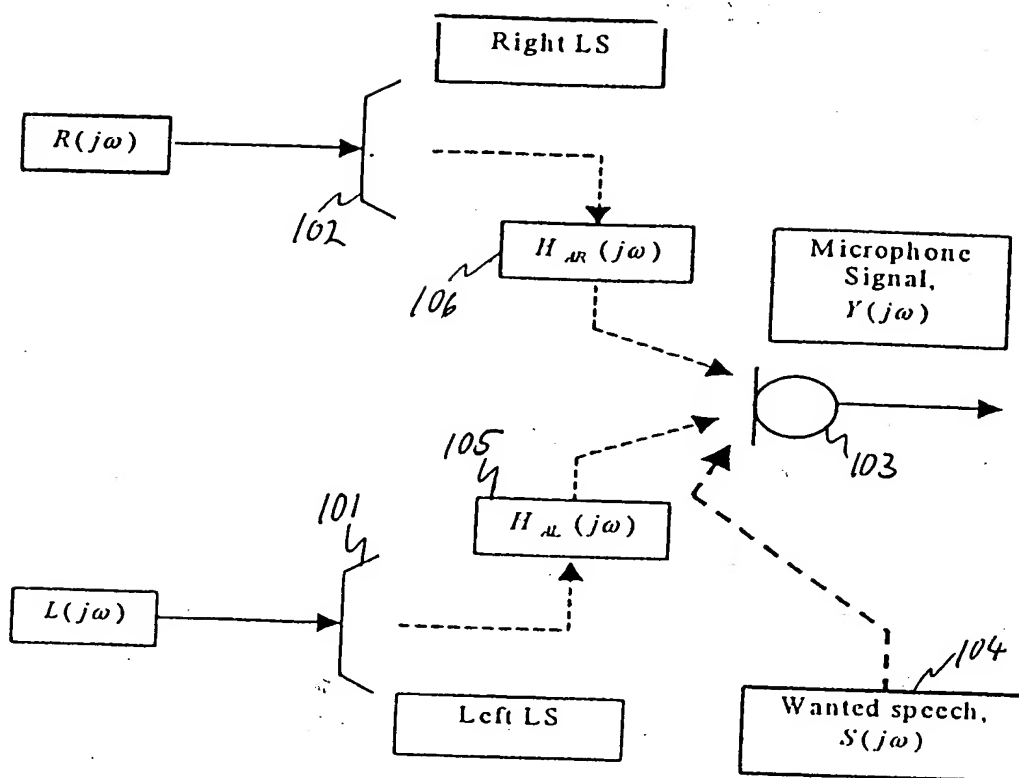 Right LS
R(jω)
102
H_AR (jω)
106
Microphone
Signal,
Y(jω)
103
105
101
H_AL (jω)
L(jω)
104
Left LS
Wanted speech,
S(jω)